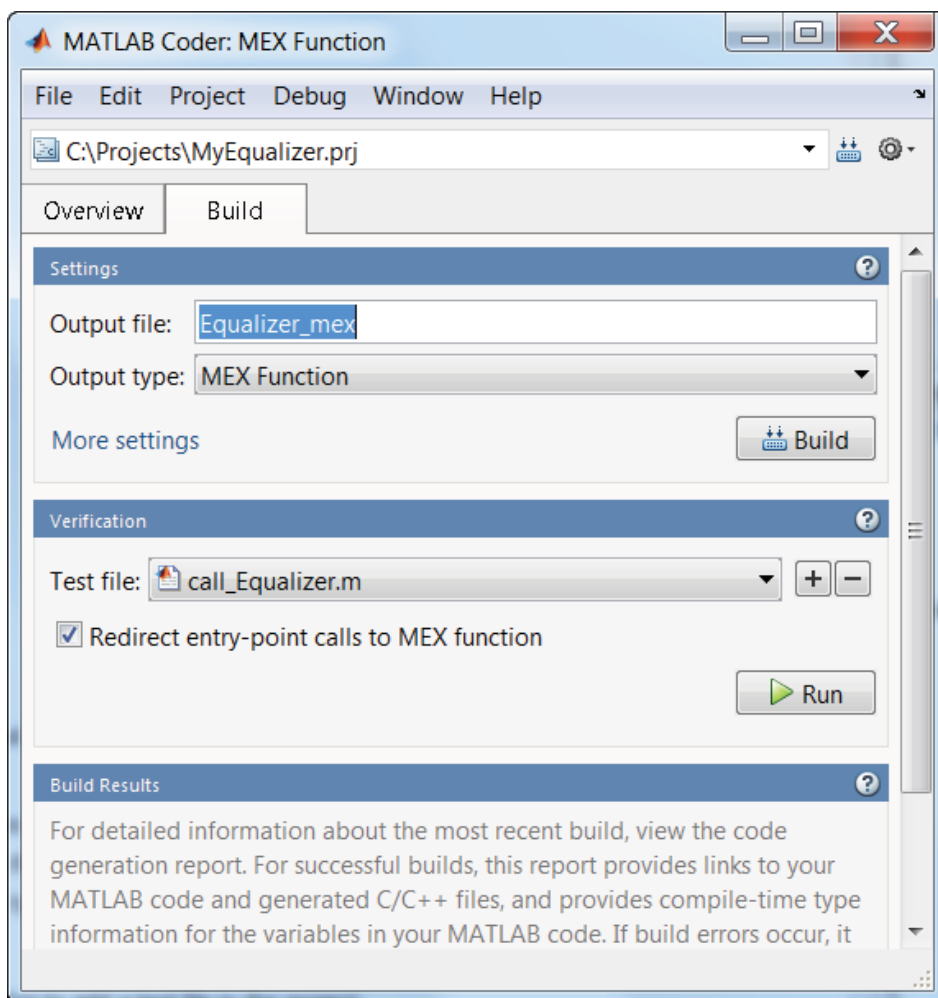 MATLAB Coder: MEX Function
File Edit Project Debug Window Help
C:\Projects\MyEqualizer.prj
Overview Build
Settings
Output file: Equalizer_mex
Output type: MEX Function
More settings Build
Verification
Test file: call_Equalizer.m
Redirect entry-point calls to MEX function
Run
Build Results
For detailed information about the most recent build, view the code
generation report. For successful builds, this report provides links to your
MATLAB code and generated C/C++ files, and provides compile-time type
information for the variables in your MATLAB code. If build errors occur, it